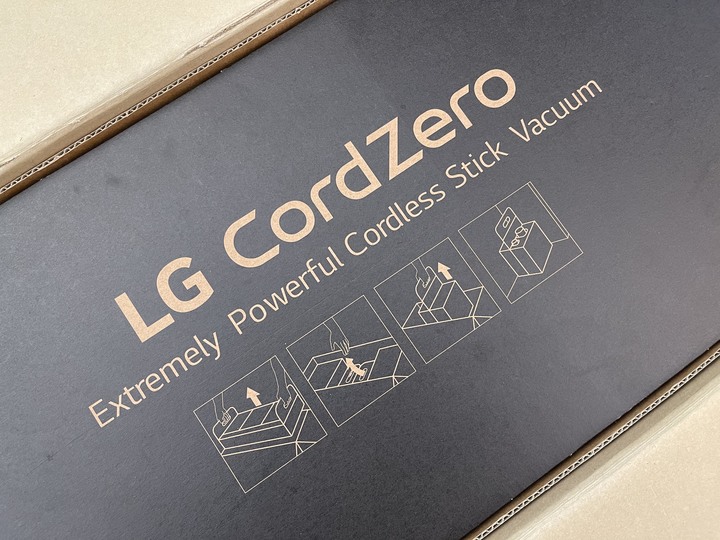 LG CordZero
Extremely Powerful Cordless Stick Vacuum